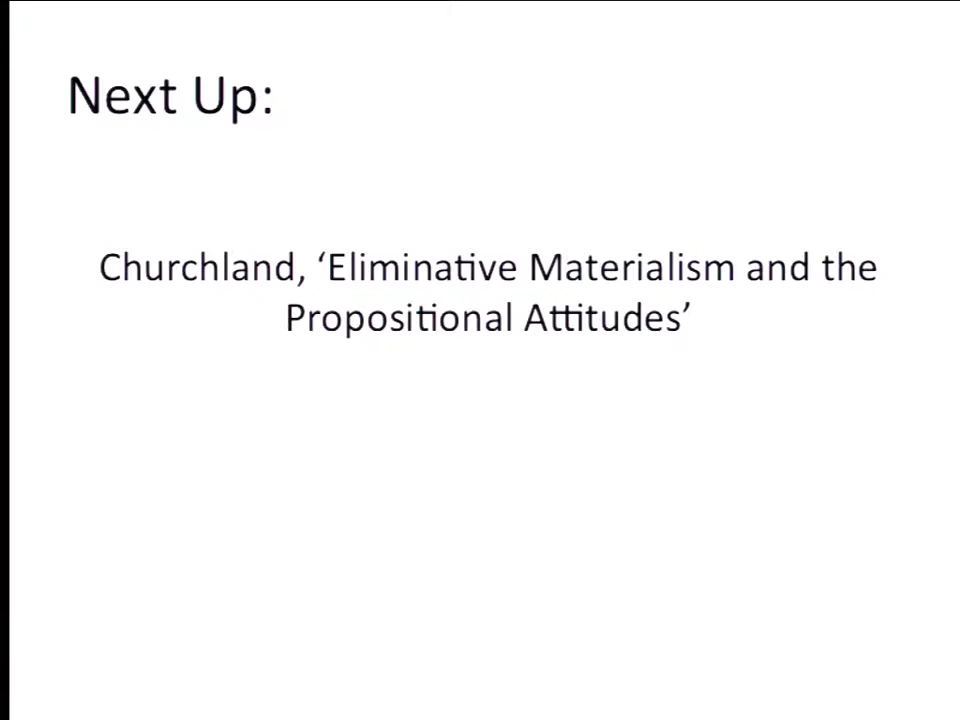 Next Up:
Churchland, ‘Eliminative Materialism and the
Propositional Attitudes’